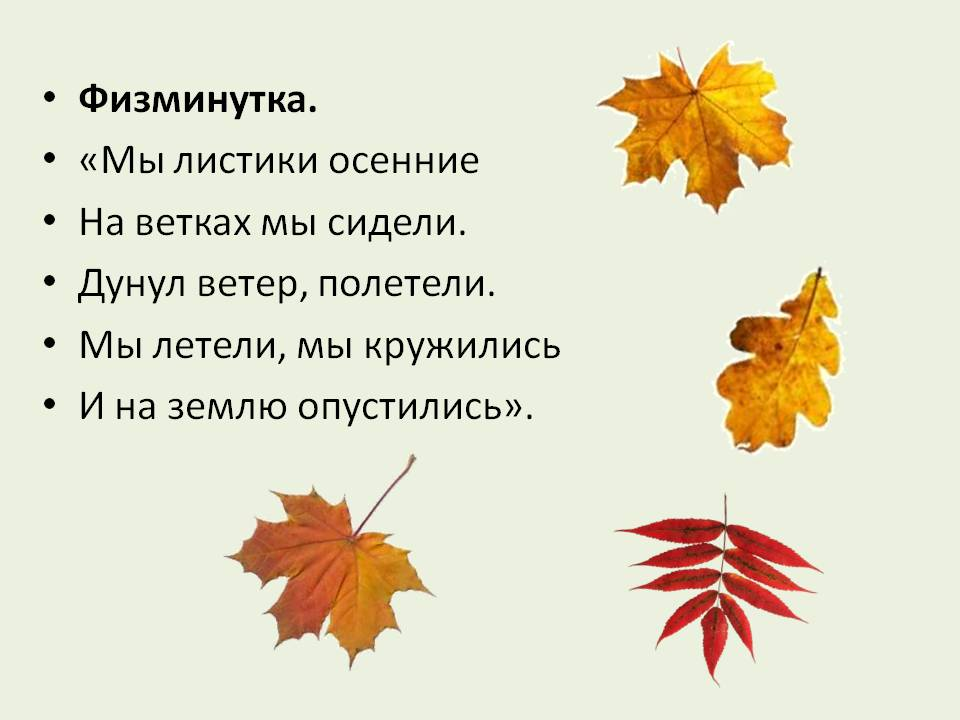 • Физминутка.
• «Мы листики осенние
• На ветках мы сидели.
• Дунул ветер, полетели.
• Мы летели, мы кружились
• И на землю опустились».